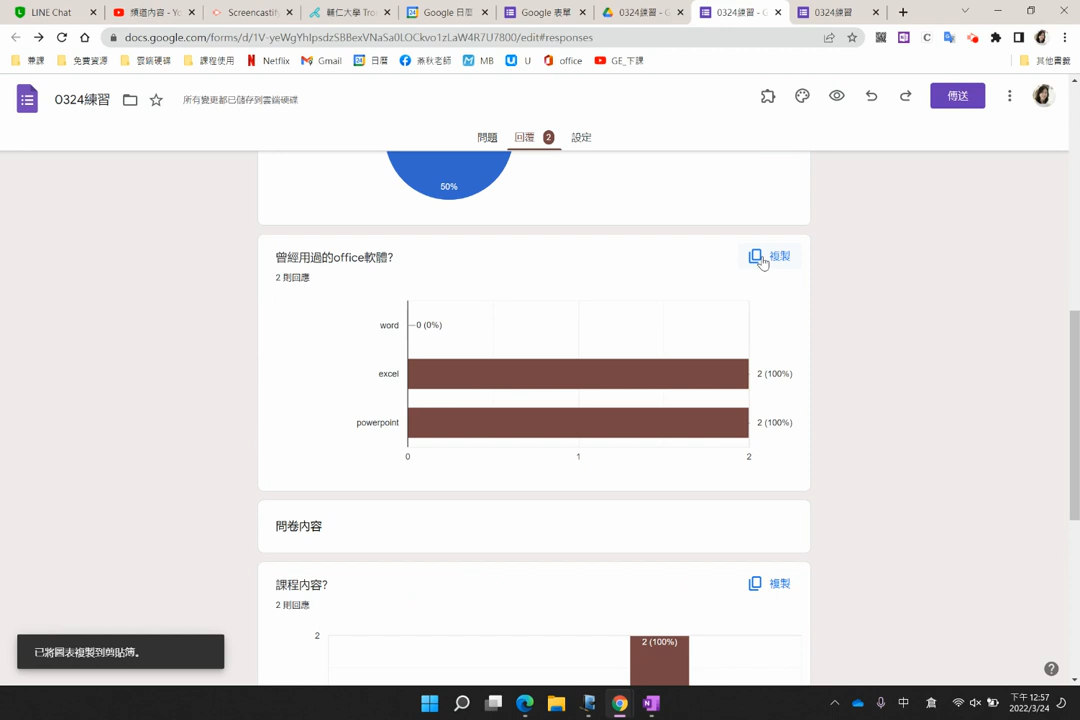 LINE Chat
頻道內容 - Yo
Screencastify
輔仁大學 Tro
Google 日曆
Google 表單
0324練習 - G
0324練習 - G
0324練習
docs.google.com/forms/d/1V-yeWgYhIpsdzSBBexVNaSa0LOCkvo1zLaW4R7U7800/edit#responses
兼課
免費資源
雲端硬碟
課程使用
Netflix
Gmail
日曆
燕秋老師
MB
U
office
GE_下課
其他書籤
0324練習
所有變更都已儲存到雲端硬碟
傳送
問題
回覆
2
設定
50%
曾經用過的office軟體?
複製
2 則回應
word
0 (0%)
excel
2 (100%)
powerpoint
2 (100%)
0
1
2
問卷內容
課程內容?
複製
2 則回應
2
2 (100%)
已將圖表複製到剪貼簿。
中
倉
下午 12:57
2022/3/24